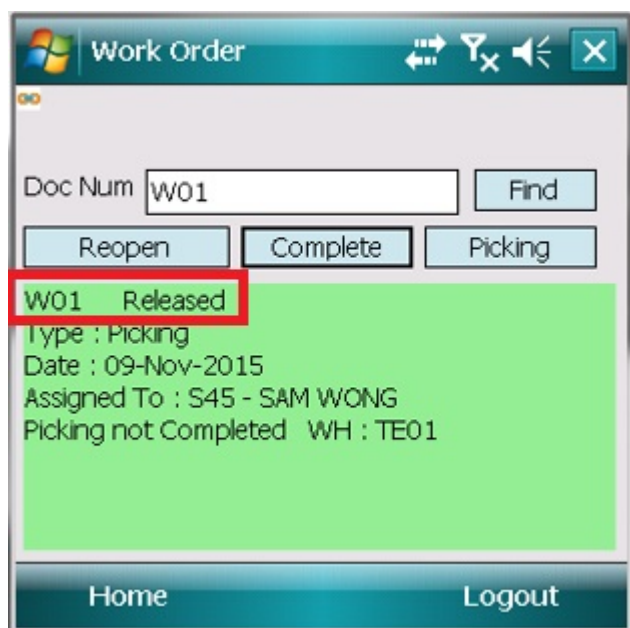 Work Order
Doc Num W01 Find
Reopen Complete Picking
W01 Released
Type : Picking
Date : 09-Nov-2015
Assigned To : S45 - SAM WONG
Picking not Completed WH : TE01
Home Logout